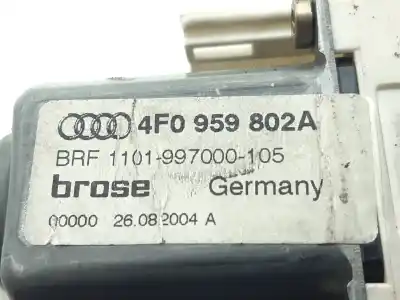 4F0 959 802A
BRF 1101-997000-105
brose Germany
00000 26.08 2004 A